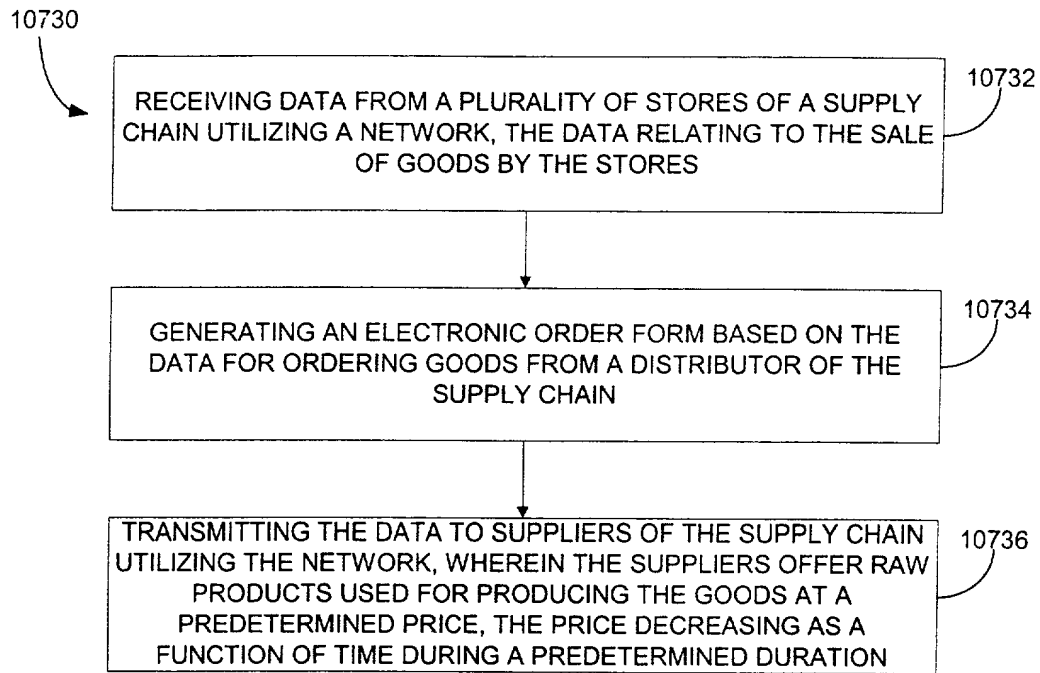 10730
10732
RECEIVING DATA FROM A PLURALITY OF STORES OF A SUPPLY
CHAIN UTILIZING A NETWORK, THE DATA RELATING TO THE SALE
OF GOODS BY THE STORES
10734
GENERATING AN ELECTRONIC ORDER FORM BASED ON THE
DATA FOR ORDERING GOODS FROM A DISTRIBUTOR OF THE
SUPPLY CHAIN
10736
TRANSMITTING THE DATA TO SUPPLIERS OF THE SUPPLY CHAIN
UTILIZING THE NETWORK, WHEREIN THE SUPPLIERS OFFER RAW
PRODUCTS USED FOR PRODUCING THE GOODS AT A
PREDETERMINED PRICE, THE PRICE DECREASING AS A
FUNCTION OF TIME DURING A PREDETERMINED DURATION